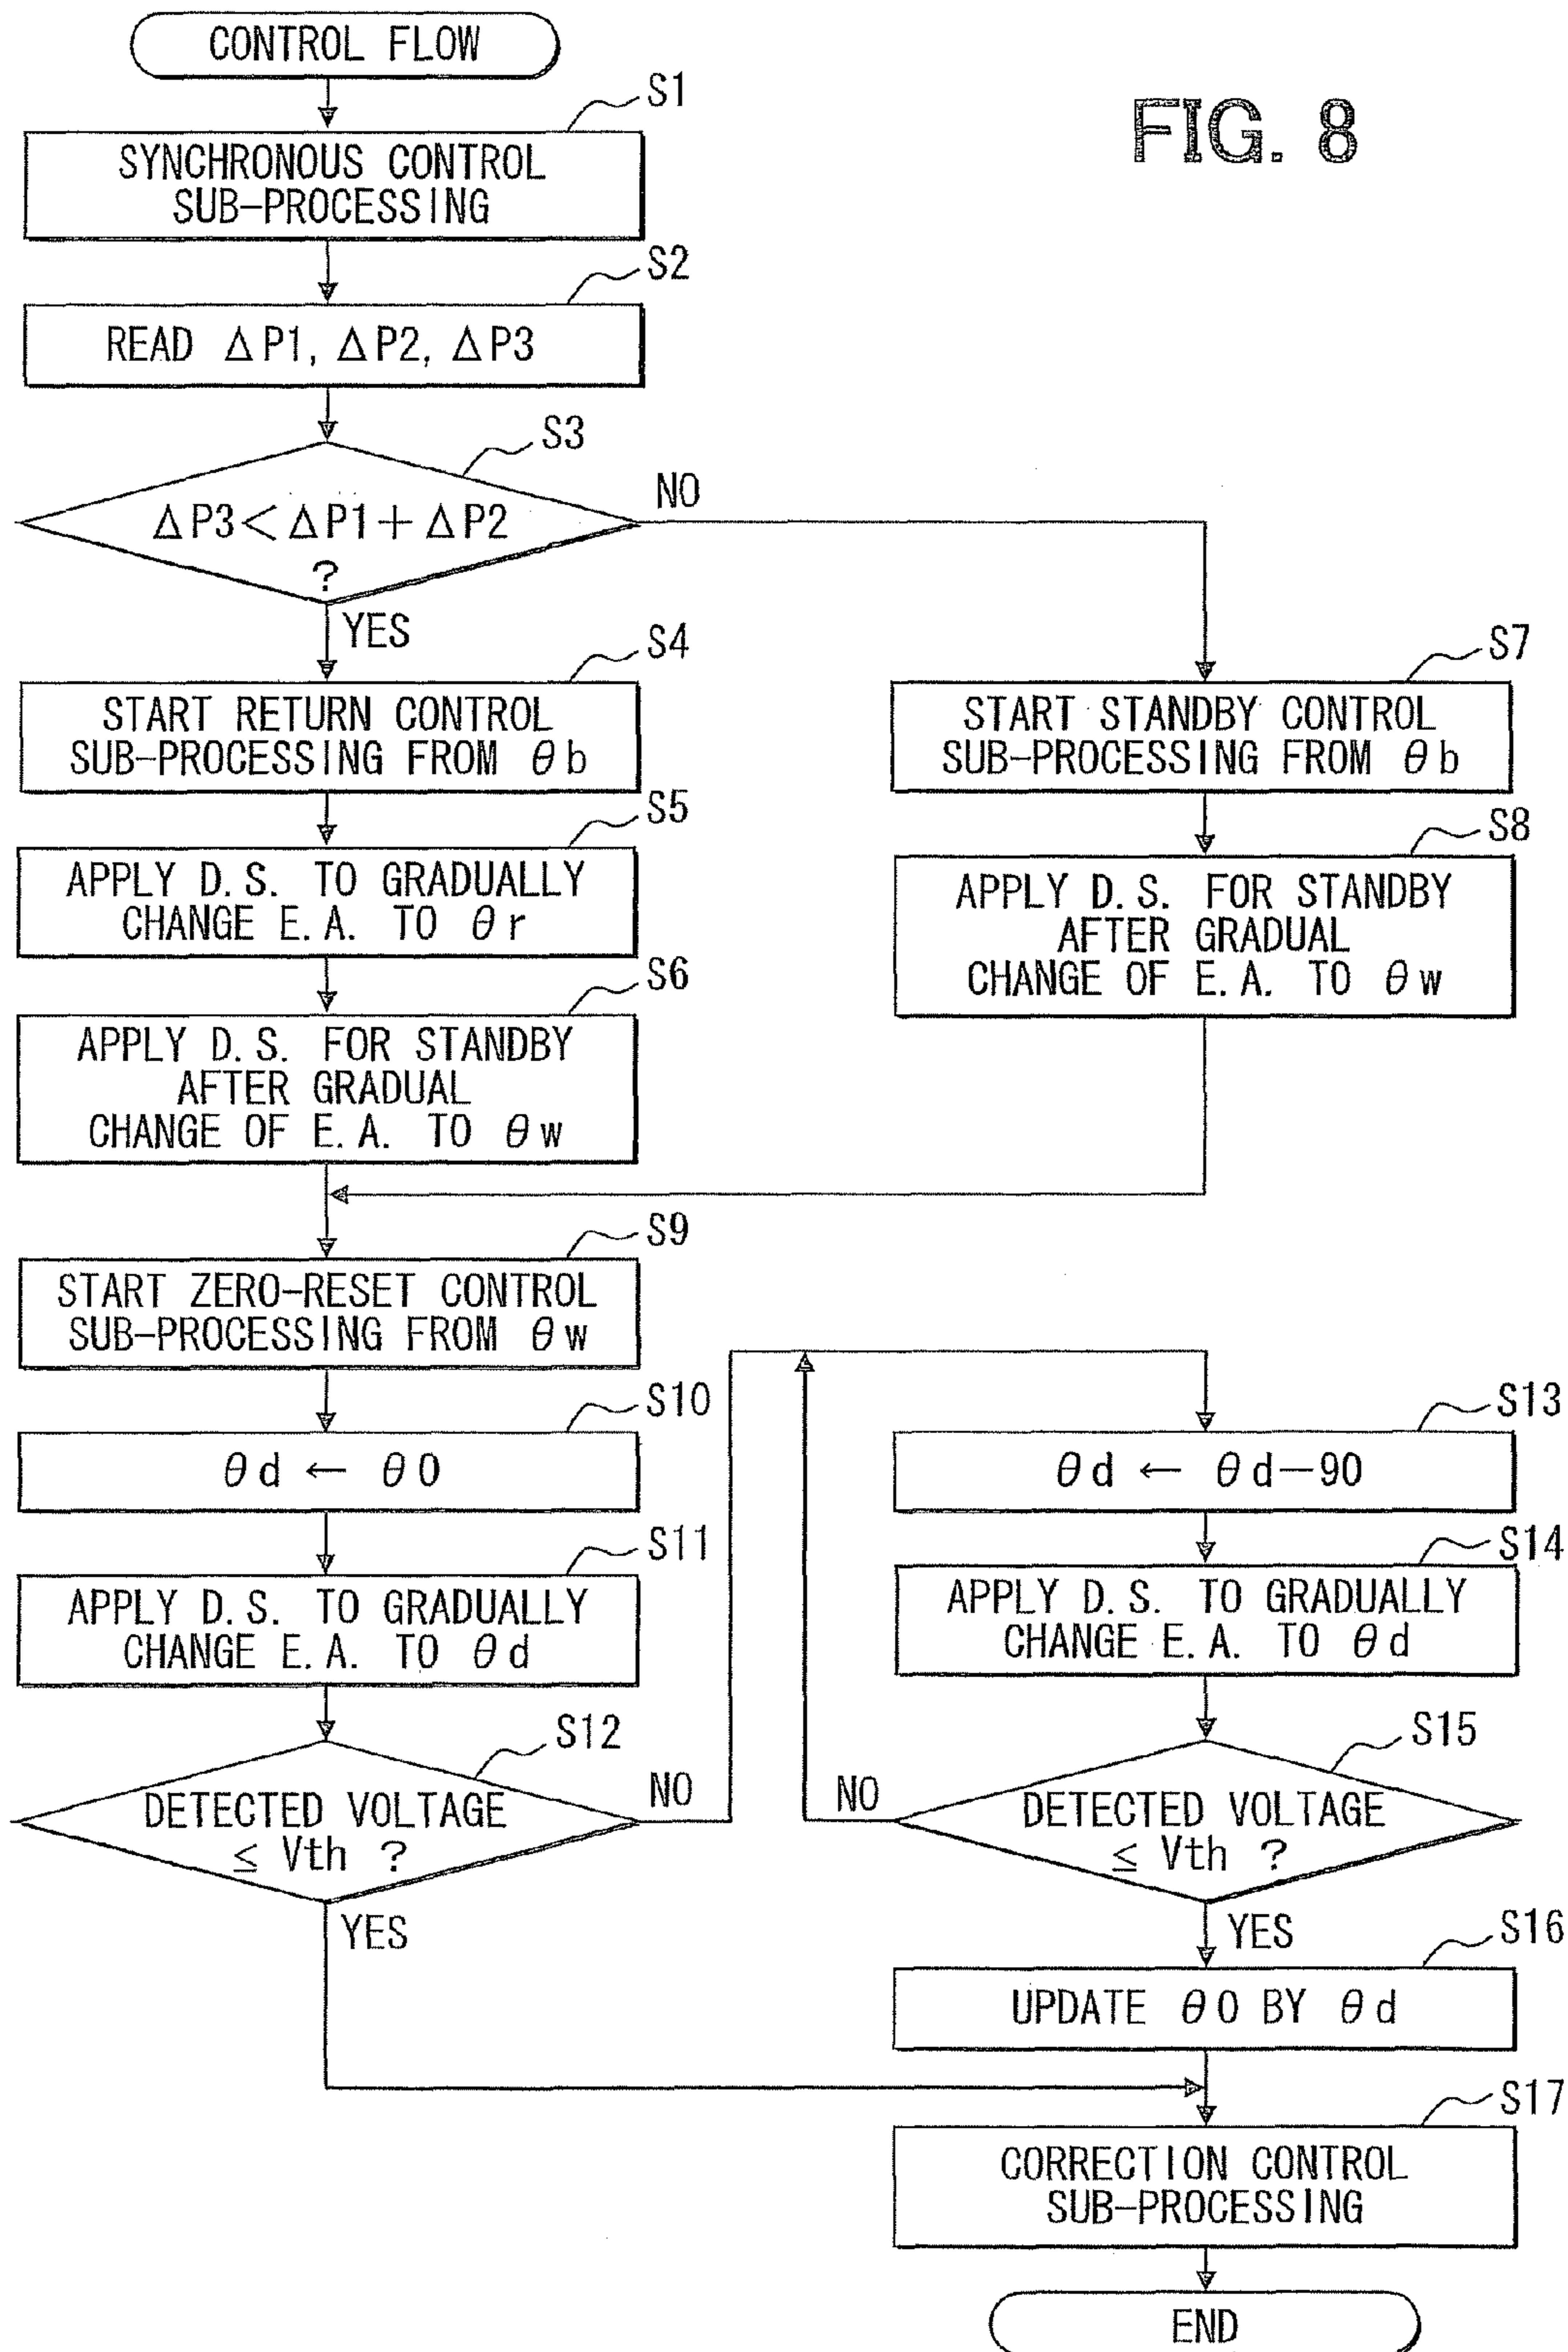 CONTROL FLOW
FIG. 8
S1
SYNCHRONOUS CONTROL
SUB-PROCESSING
S2
READ ΔP1, ΔP2, ΔP3
S3
ΔP3<ΔP1+ΔP2
?
NO
YES
S4
START RETURN CONTROL
SUB-PROCESSING FROM θb
S5
APPLY D.S. TO GRADUALLY
CHANGE E.A. TO θr
S6
APPLY D.S. FOR STANDBY
AFTER GRADUAL
CHANGE OF E.A. TO θw
S7
START STANDBY CONTROL
SUB-PROCESSING FROM θb
S8
APPLY D.S. FOR STANDBY
AFTER GRADUAL
CHANGE OF E.A. TO θw
S9
START ZERO-RESET CONTROL
SUB-PROCESSING FROM θw
S10
θd ← θ0
S11
APPLY D.S. TO GRADUALLY
CHANGE E.A. TO θd
S12
DETECTED VOLTAGE
≤ Vth ?
NO
YES
S13
θd ← θd−90
S14
APPLY D.S. TO GRADUALLY
CHANGE E.A. TO θd
S15
DETECTED VOLTAGE
≤ Vth ?
NO
YES
S16
UPDATE θ0 BY θd
S17
CORRECTION CONTROL
SUB-PROCESSING
END